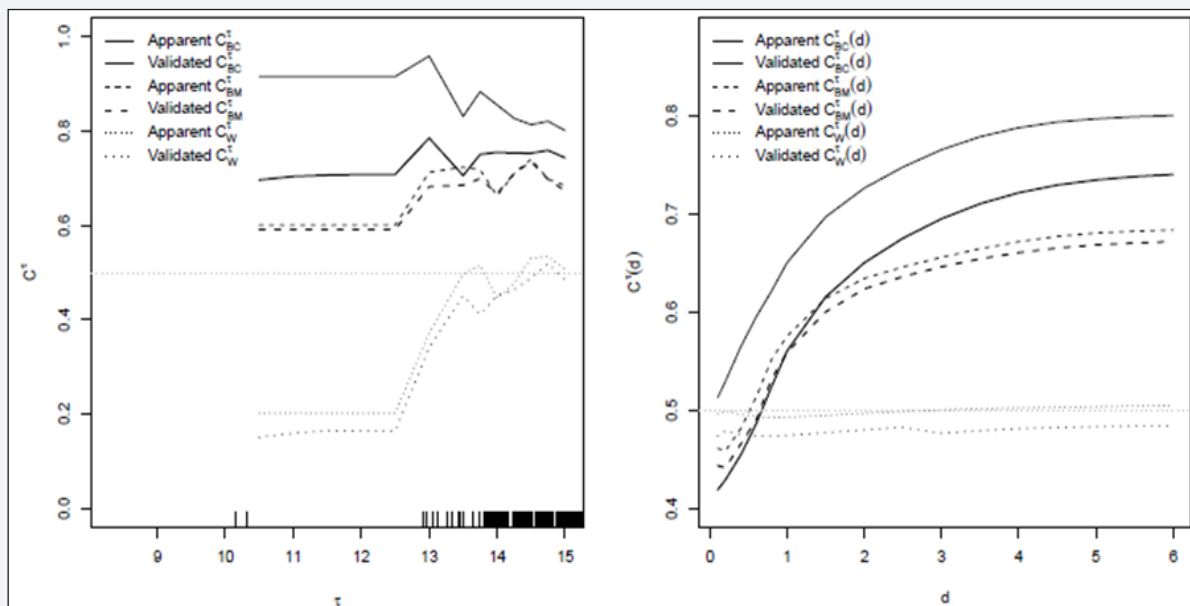 Apparent C^τ_BC
Validated C^τ_BC
Apparent C^τ_BM
Validated C^τ_BM
Apparent C^τ_W
Validated C^τ_W
1.0
0.8
0.6
0.4
0.2
0.0
C^τ
9 10 11 12 13 14 15
τ
Apparent C^τ_BC(d)
Validated C^τ_BC(d)
Apparent C^τ_BM(d)
Validated C^τ_BM(d)
Apparent C^τ_W(d)
Validated C^τ_W(d)
0.8
0.7
0.6
0.5
0.4
C^τ(d)
0 1 2 3 4 5 6
d